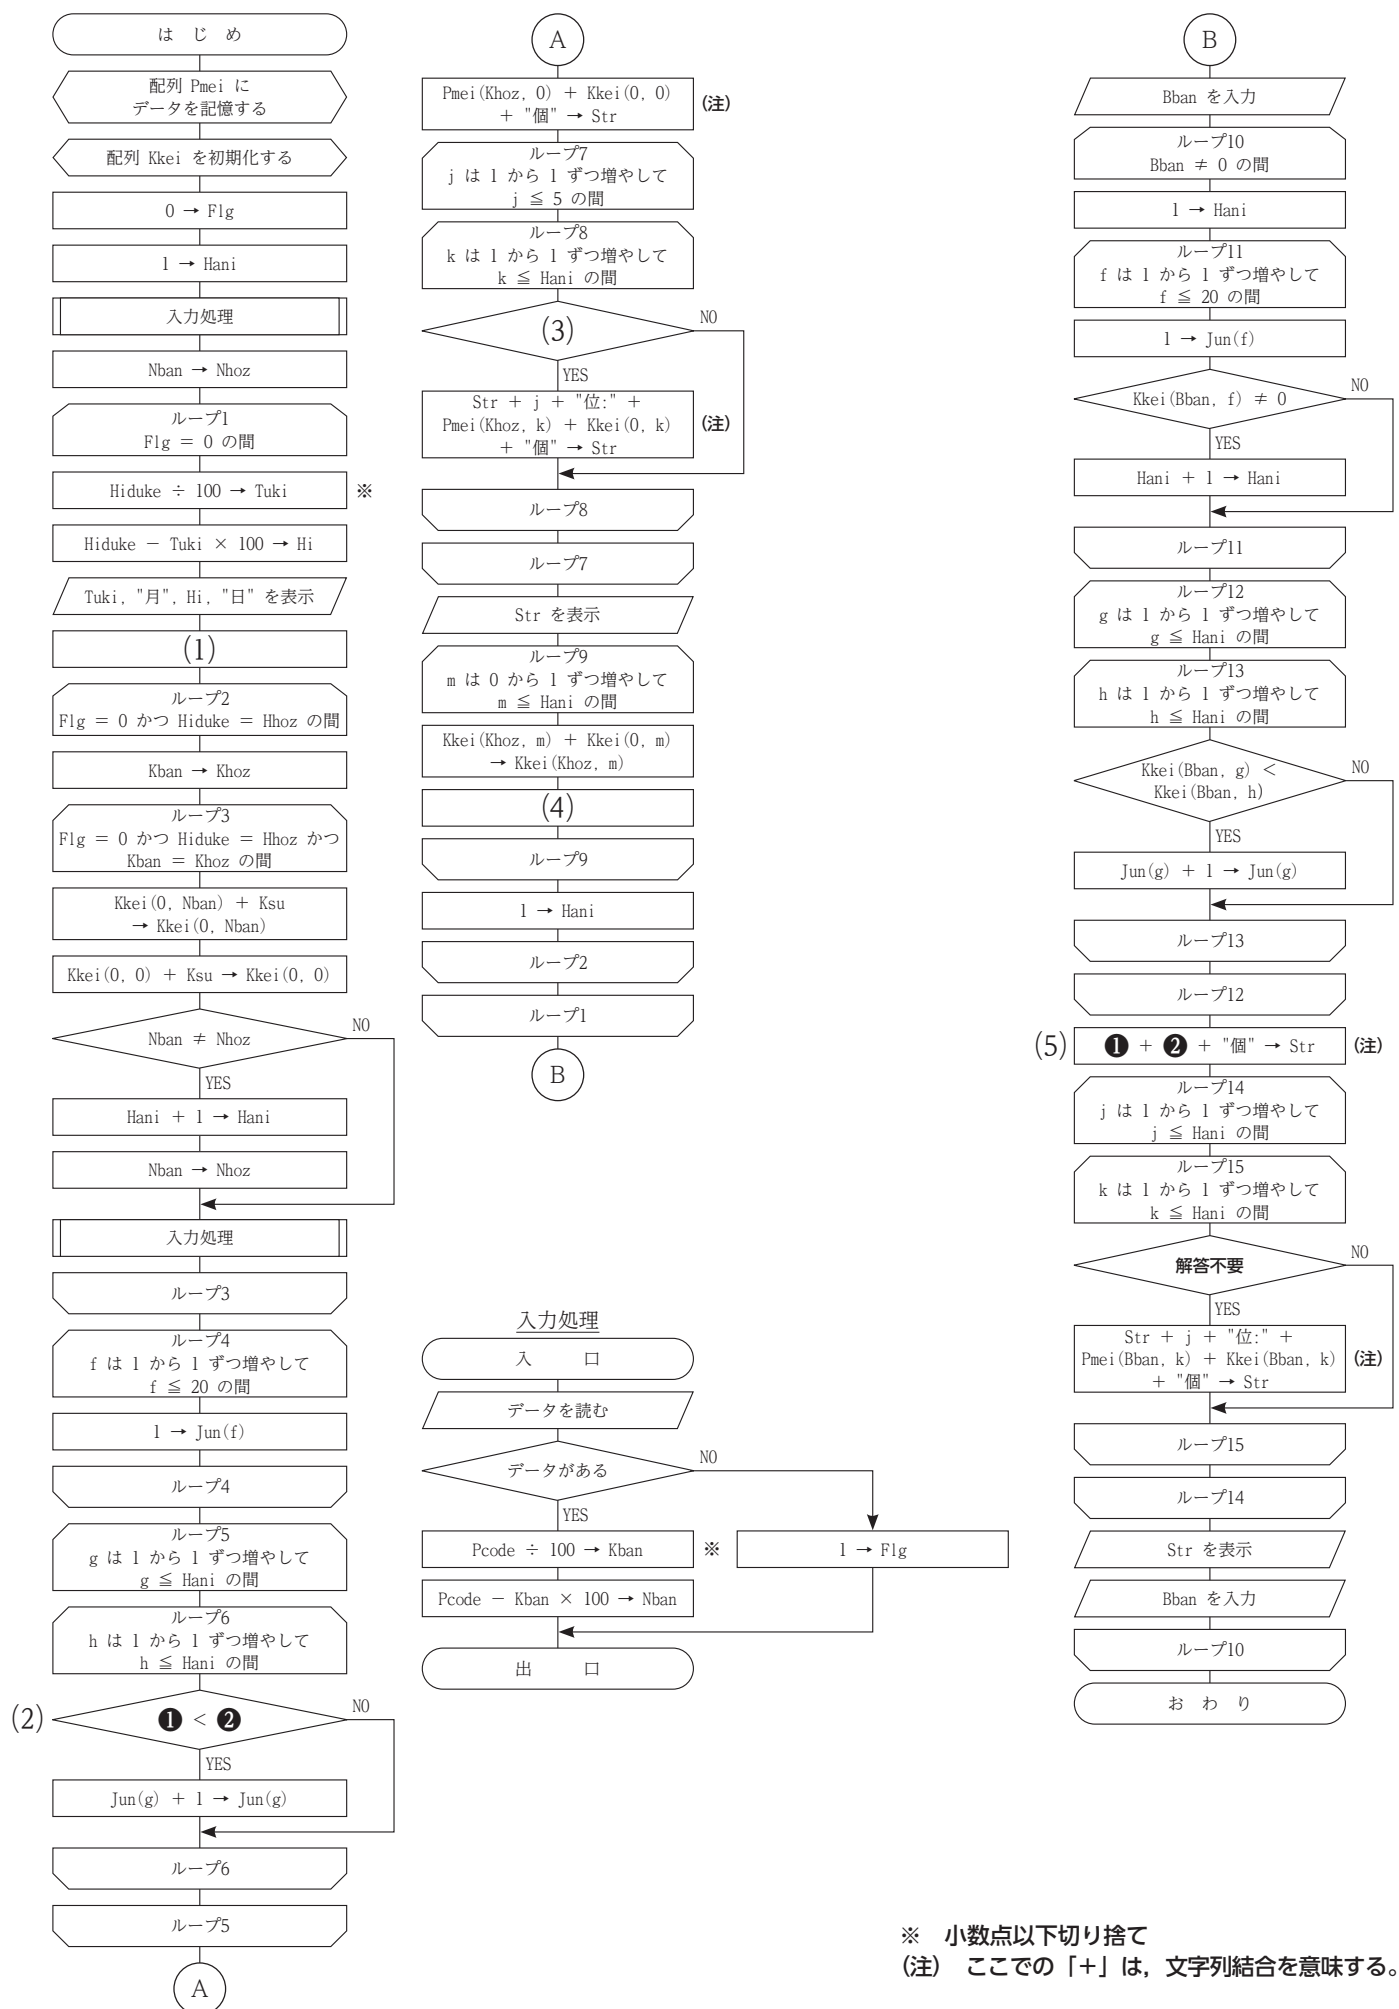 は じ め
配列 Pmei に
データを記憶する
配列 Kkei を初期化する
0 → Flg
1 → Hani
入力処理
Nban → Nhoz
ループ1
Flg = 0 の間
Hiduke ÷ 100 → Tuki ※
Hiduke − Tuki × 100 → Hi
Tuki, "月", Hi, "日" を表示
(1)
ループ2
Flg = 0 かつ Hiduke = Hhoz の間
Kban → Khoz
ループ3
Flg = 0 かつ Hiduke = Hhoz かつ
Kban = Khoz の間
Kkei(0, Nban) + Ksu
→ Kkei(0, Nban)
Kkei(0, 0) + Ksu → Kkei(0, 0)
Nban ≠ Nhoz
NO
YES
Hani + 1 → Hani
Nban → Nhoz
入力処理
ループ3
ループ4
f は 1 から 1 ずつ増やして
f ≦ 20 の間
1 → Jun(f)
ループ4
ループ5
g は 1 から 1 ずつ増やして
g ≦ Hani の間
ループ6
h は 1 から 1 ずつ増やして
h ≦ Hani の間
(2) ❶ < ❷
NO
YES
Jun(g) + 1 → Jun(g)
ループ6
ループ5
A
A
Pmei(Khoz, 0) + Kkei(0, 0)
+ "個" → Str
(注)
ループ7
j は 1 から 1 ずつ増やして
j ≦ 5 の間
ループ8
k は 1 から 1 ずつ増やして
k ≦ Hani の間
(3)
NO
YES
Str + j + "位:" +
Pmei(Khoz, k) + Kkei(0, k)
+ "個" → Str
(注)
ループ8
ループ7
Str を表示
ループ9
m は 0 から 1 ずつ増やして
m ≦ Hani の間
Kkei(Khoz, m) + Kkei(0, m)
→ Kkei(Khoz, m)
(4)
ループ9
1 → Hani
ループ2
ループ1
B
入力処理
入 口
データを読む
データがある
NO
YES
Pcode ÷ 100 → Kban ※
1 → Flg
Pcode − Kban × 100 → Nban
出 口
B
Bban を入力
ループ10
Bban ≠ 0 の間
1 → Hani
ループ11
f は 1 から 1 ずつ増やして
f ≦ 20 の間
1 → Jun(f)
Kkei(Bban, f) ≠ 0
NO
YES
Hani + 1 → Hani
ループ11
ループ12
g は 1 から 1 ずつ増やして
g ≦ Hani の間
ループ13
h は 1 から 1 ずつ増やして
h ≦ Hani の間
Kkei(Bban, g) <
Kkei(Bban, h)
NO
YES
Jun(g) + 1 → Jun(g)
ループ13
ループ12
(5) ❶ + ❷ + "個" → Str (注)
ループ14
j は 1 から 1 ずつ増やして
j ≦ Hani の間
ループ15
k は 1 から 1 ずつ増やして
k ≦ Hani の間
解答不要
NO
YES
Str + j + "位:" +
Pmei(Bban, k) + Kkei(Bban, k)
+ "個" → Str
(注)
ループ15
ループ14
Str を表示
Bban を入力
ループ10
お わ り
※ 小数点以下切り捨て
(注) ここでの「+」は，文字列結合を意味する。